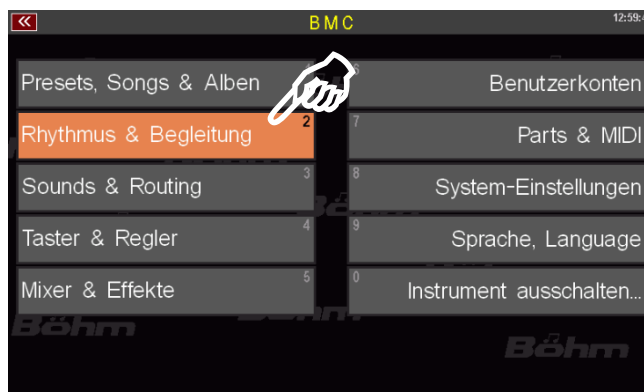 BMC
12:59:4
Presets, Songs & Alben
6
Benutzerkonten
Rhythmus & Begleitung
2
7
Parts & MIDI
Sounds & Routing
3
8
System-Einstellungen
Taster & Regler
4
9
Sprache, Language
Mixer & Effekte
5
0
Instrument ausschalten...
Böhm
Böhm